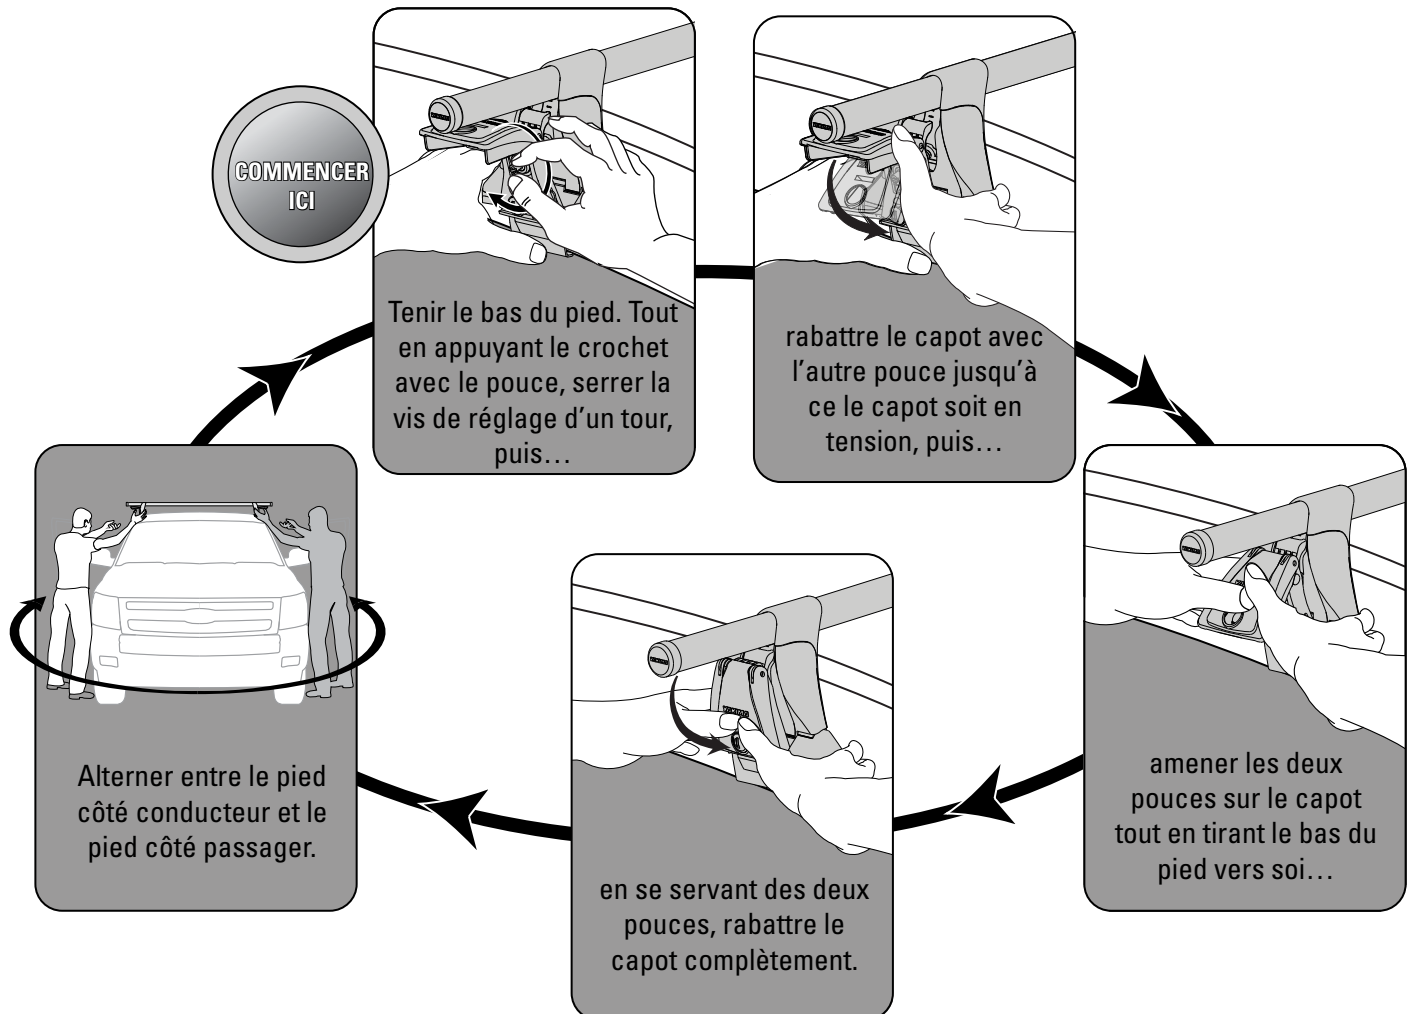 COMMENCER
ICI
Tenir le bas du pied. Tout
en appuyant le crochet
avec le pouce, serrer la
vis de réglage d’un tour,
puis…
rabattre le capot avec
l’autre pouce jusqu’à
ce le capot soit en
tension, puis…
amener les deux
pouces sur le capot
tout en tirant le bas du
pied vers soi…
en se servant des deux
pouces, rabattre le
capot complètement.
Alterner entre le pied
côté conducteur et le
pied côté passager.